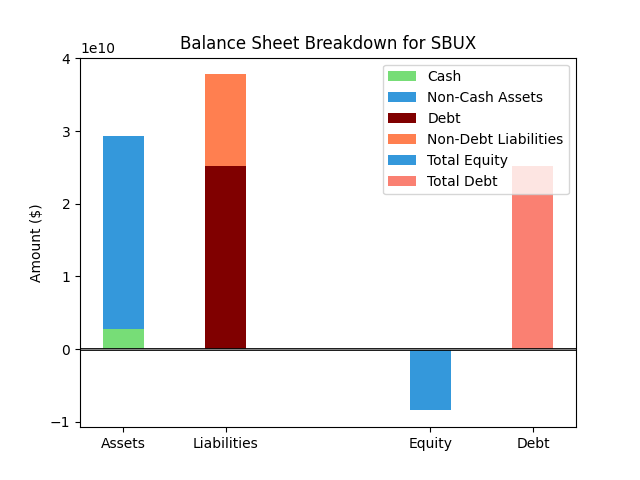 Balance Sheet Breakdown for SBUX
1e10
Cash
Non-Cash Assets
Debt
Non-Debt Liabilities
Total Equity
Total Debt
4
3
2
1
0
−1
Amount ($)
Assets Liabilities Equity Debt